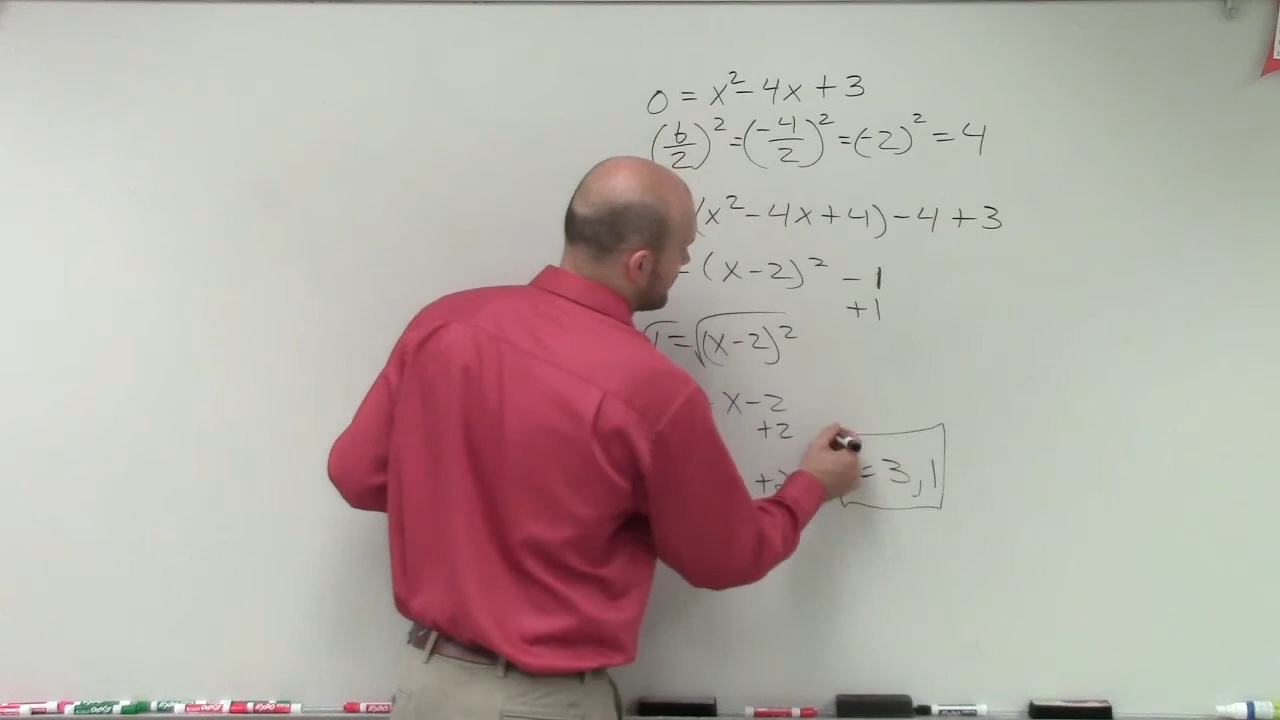 0 = x² - 4x + 3
(b/2)² = (-4/2)² = (-2)² = 4
(x² - 4x + 4) - 4 + 3
(x - 2)² - 1
+1
√1 = √(x - 2)²
x - 2
+2
= 3, 1